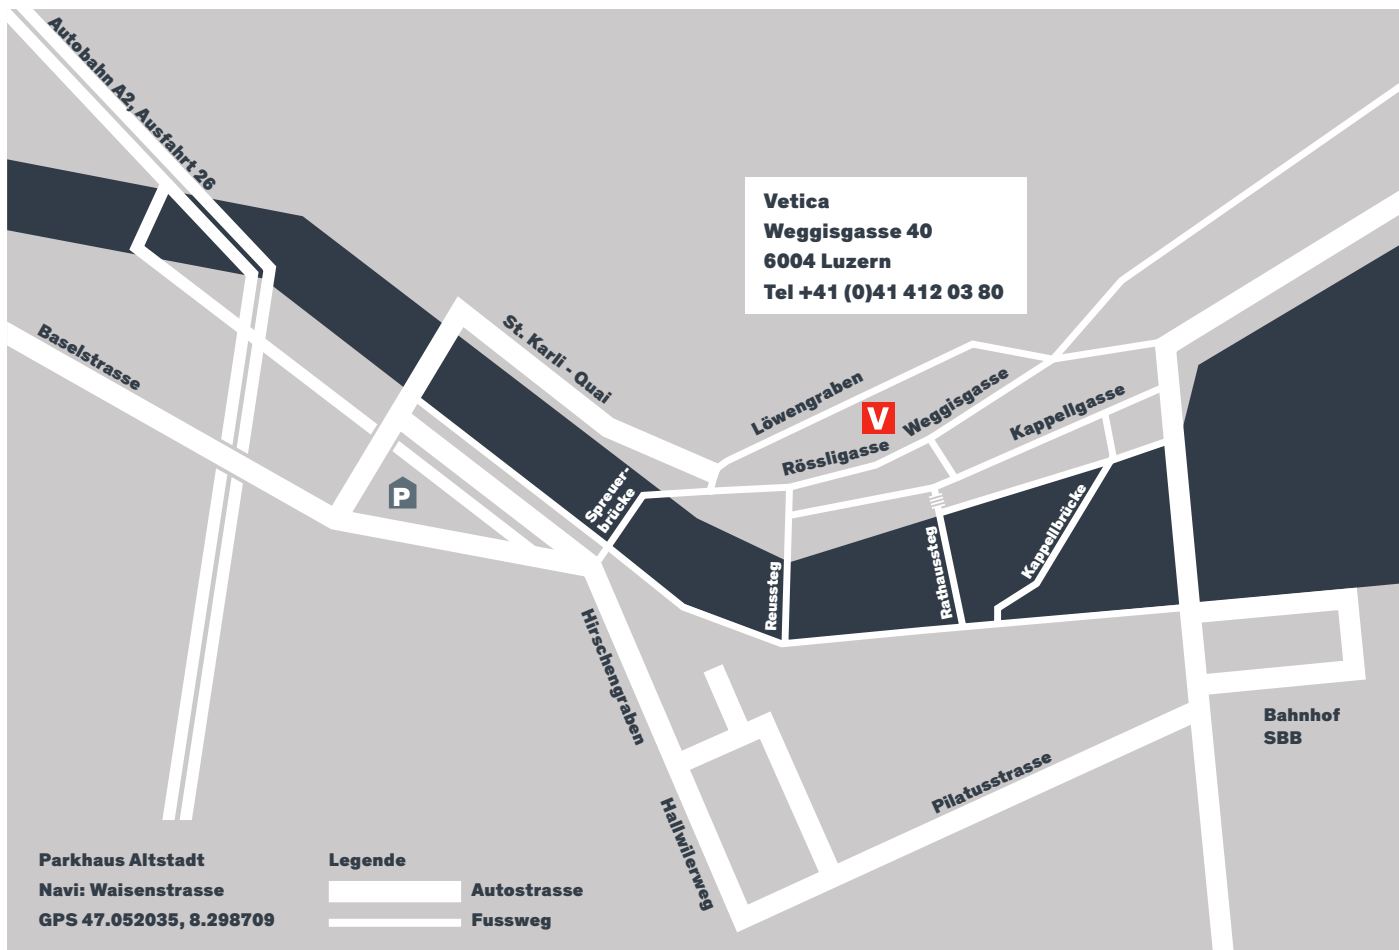 Autobahn A2, Ausfahrt 26
Vetica
Weggisgasse 40
6004 Luzern
Tel +41 (0)41 412 03 80
Baselstrasse
St. Karli - Quai
Löwengraben
V
Weggisgasse
Rössligasse
Kappellgasse
P
Spreuer-
brücke
Reussteg
Rathaussteg
Kappellbrücke
Hirschengraben
Hallwilerweg
Pilatusstrasse
Bahnhof
SBB
Parkhaus Altstadt
Navi: Waisenstrasse
GPS 47.052035, 8.298709
Legende
Autostrasse
Fussweg